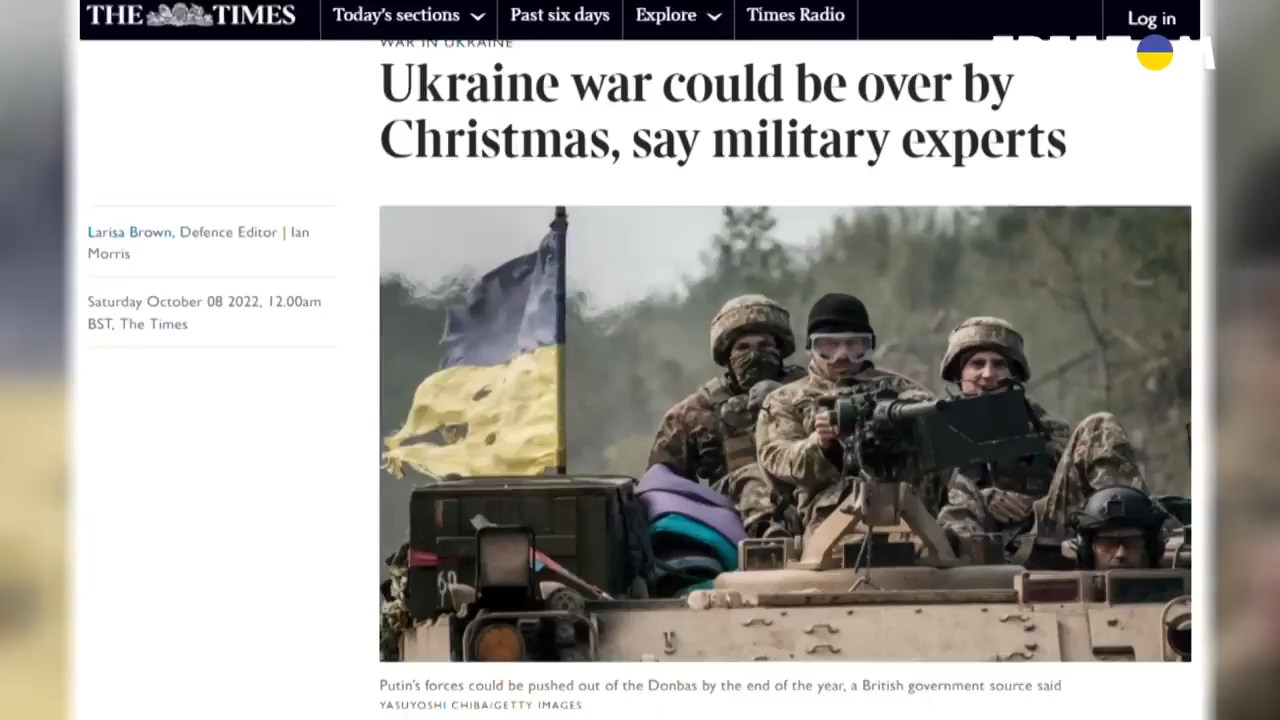 THE TIMES
Today's sections
Past six days
Explore
Times Radio
Log in
WAR IN UKRAINE
Ukraine war could be over by
Christmas, say military experts
Larisa Brown, Defence Editor | Ian
Morris
Saturday October 08 2022, 12.00am
BST, The Times
60
Putin's forces could be pushed out of the Donbas by the end of the year, a British government source said
YASUYOSHI CHIBA/GETTY IMAGES